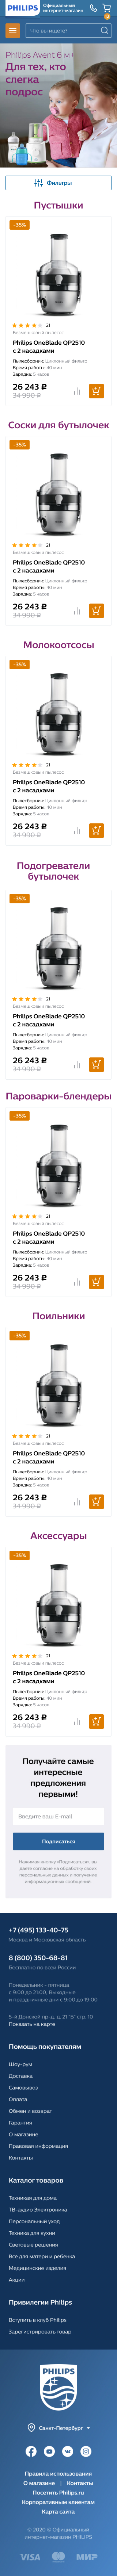 PHILIPS
Официальный
интернет-магазин
Что вы ищете?
Philips Avent 6 м +
Для тех, кто
слегка
подрос
Фильтры
Пустышки
-35%
21
Безмешковый пылесос
Philips OneBlade QP2510
с 2 насадками
Пылесборник: Циклонный фильтр
Время работы: 40 мин
Зарядка: 5 часов
26 243 ₽
34 990 ₽
Соски для бутылочек
-35%
21
Безмешковый пылесос
Philips OneBlade QP2510
с 2 насадками
Пылесборник: Циклонный фильтр
Время работы: 40 мин
Зарядка: 5 часов
26 243 ₽
34 990 ₽
Молокоотсосы
-35%
21
Безмешковый пылесос
Philips OneBlade QP2510
с 2 насадками
Пылесборник: Циклонный фильтр
Время работы: 40 мин
Зарядка: 5 часов
26 243 ₽
34 990 ₽
Подогреватели
бутылочек
-35%
21
Безмешковый пылесос
Philips OneBlade QP2510
с 2 насадками
Пылесборник: Циклонный фильтр
Время работы: 40 мин
Зарядка: 5 часов
26 243 ₽
34 990 ₽
Пароварки-блендеры
-35%
21
Безмешковый пылесос
Philips OneBlade QP2510
с 2 насадками
Пылесборник: Циклонный фильтр
Время работы: 40 мин
Зарядка: 5 часов
26 243 ₽
34 990 ₽
Поильники
-35%
21
Безмешковый пылесос
Philips OneBlade QP2510
с 2 насадками
Пылесборник: Циклонный фильтр
Время работы: 40 мин
Зарядка: 5 часов
26 243 ₽
34 990 ₽
Аксессуары
-35%
21
Безмешковый пылесос
Philips OneBlade QP2510
с 2 насадками
Пылесборник: Циклонный фильтр
Время работы: 40 мин
Зарядка: 5 часов
26 243 ₽
34 990 ₽
Получайте самые
интересные
предложения
первыми!
Введите ваш E-mail
Подписаться
Нажимая кнопку «Подписаться», вы
даете согласие на обработку своих
персональных данных и получение
информационных сообщений
+7 (495) 133-40-75
Москва и Московская область
8 (800) 350-68-81
Бесплатно по всей России
Понедельник - пятница
с 9:00 до 21:00, Выходные
и праздничные дни с 9:00 до 19:00
5-й Донской пр-д, д. 21 "Б" стр. 10
Показать на карте
Помощь покупателям
Шоу-рум
Доставка
Самовывоз
Оплата
Обмен и возврат
Гарантия
О магазине
Правовая информация
Контакты
Каталог товаров
Техникая для дома
ТВ-аудио Электроника
Персональный уход
Техника для кухни
Световые решения
Все для матери и ребенка
Медицинские изделия
Акции
Привилегии Philips
Вступить в клуб Philips
Зарегистрировать товар
PHILIPS
Санкт-Петербург
Правила использования
О магазине | Контакты
Посетить Philips.ru
Корпоративным клиентам
Карта сайта
© 2020 © Официальный
интернет-магазин PHILIPS
VISA
МИР